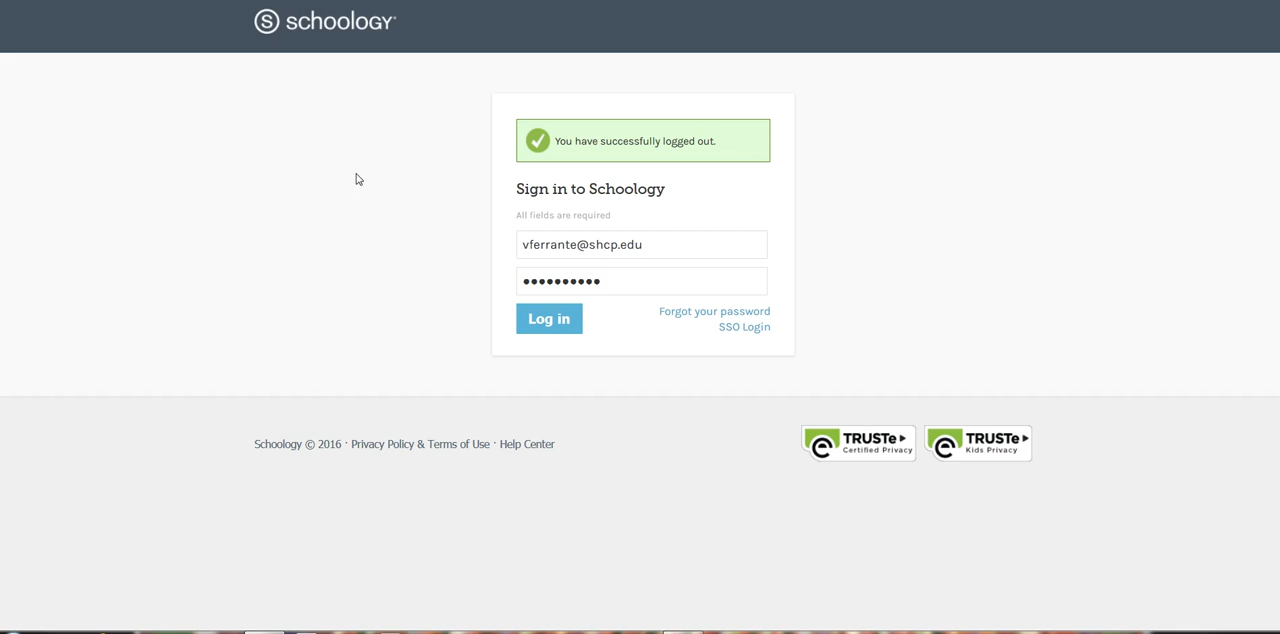 schoology
You have successfully logged out.
Sign in to Schoology
All fields are required
vferrante@shcp.edu
••••••••••
Log in
Forgot your password
SSO Login
Schoology © 2016 · Privacy Policy & Terms of Use · Help Center
TRUSTe
Certified Privacy
TRUSTe
Kids Privacy